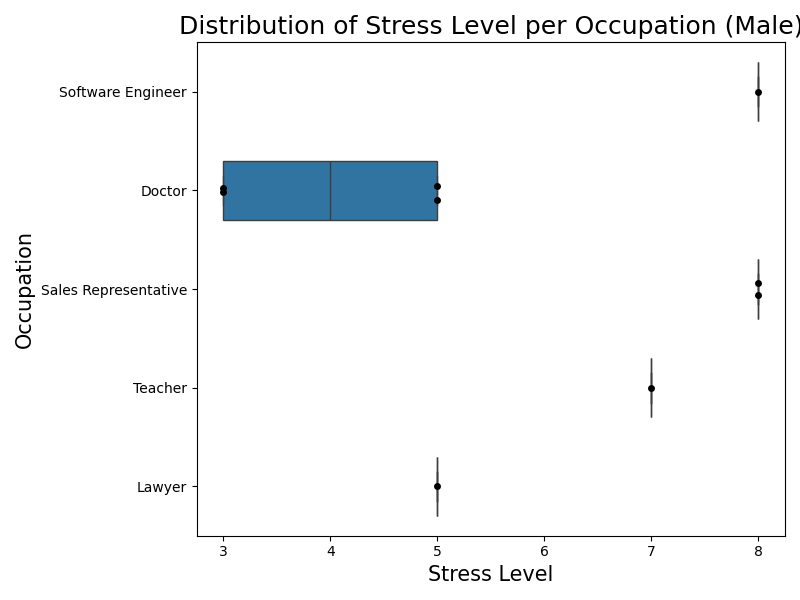 Distribution of Stress Level per Occupation (Male)
Software Engineer
Doctor
Sales Representative
Teacher
Lawyer
Occupation
3 4 5 6 7 8
Stress Level